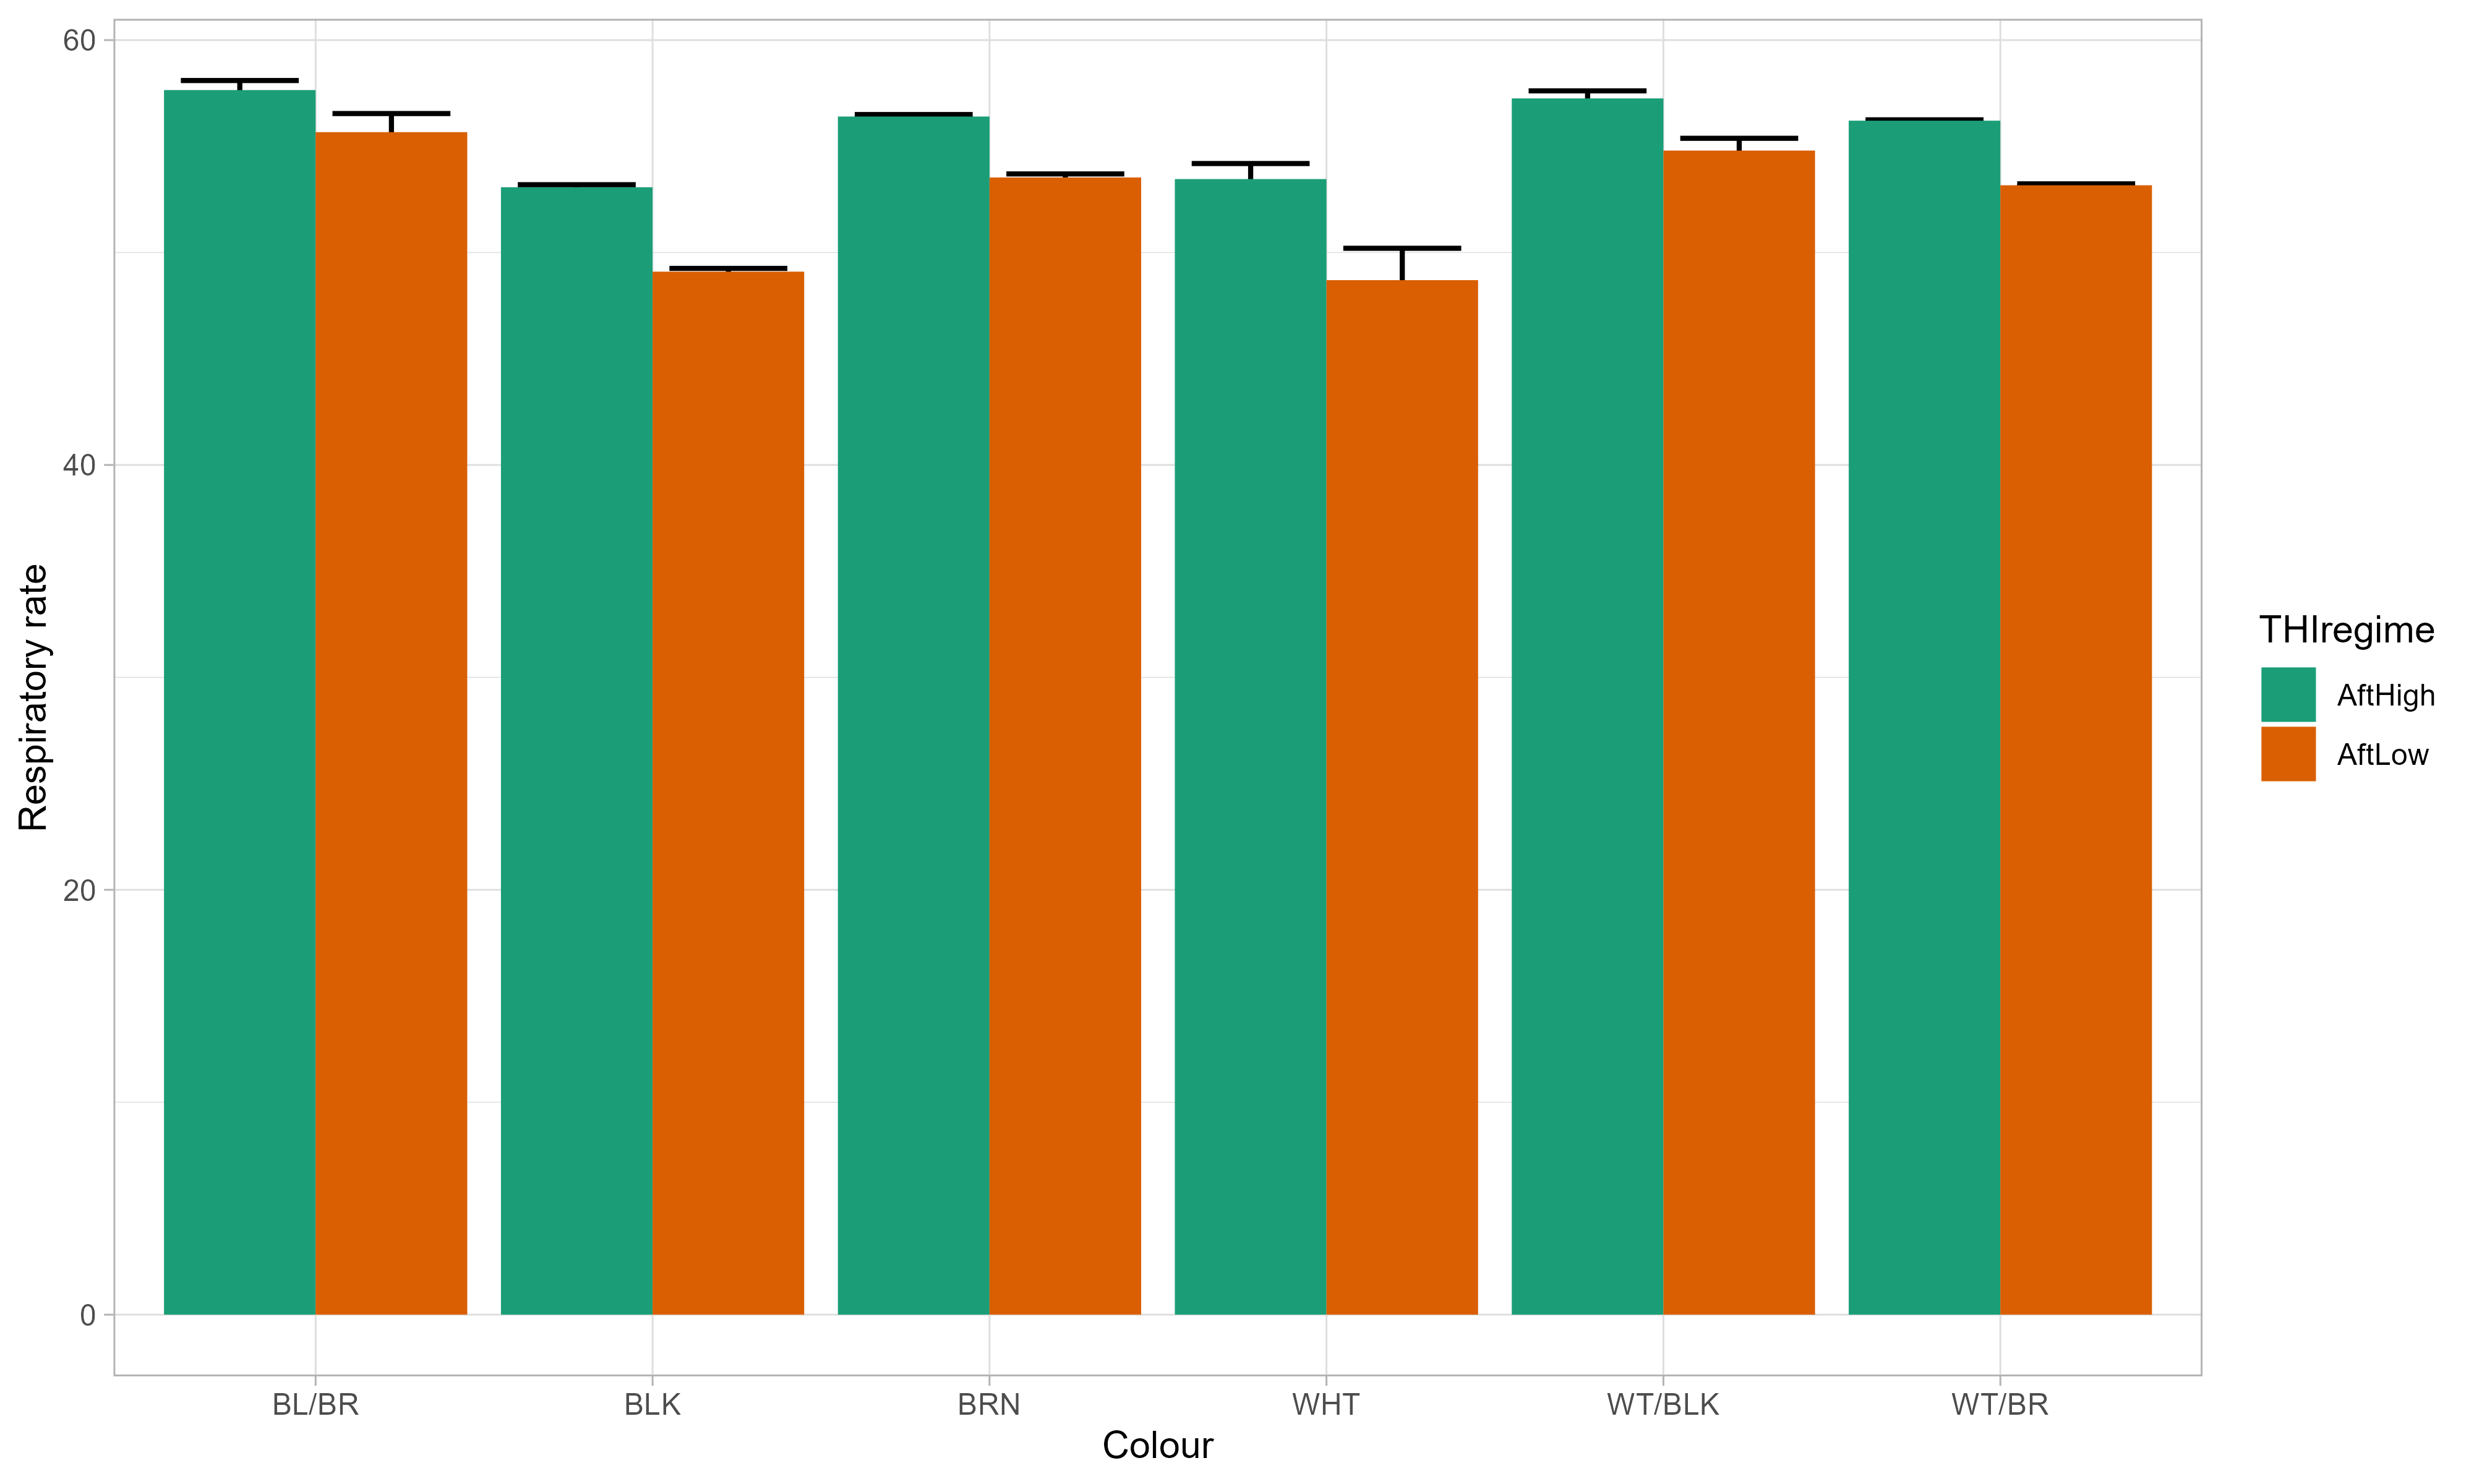 60
40
20
0
Respiratory rate
BL/BR
BLK
BRN
WHT
WT/BLK
WT/BR
Colour
THIregime
AftHigh
AftLow